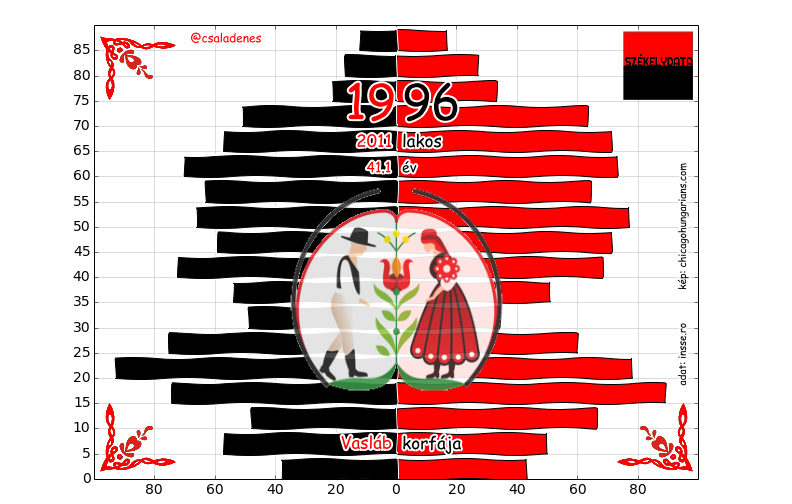 @csaladenes
SZÉKELYDATA
1996
2011 lakos
41.1 év
kép: chicagohungarians.com
adat: insse.ro
Vasláb korfája
85
80
75
70
65
60
55
50
45
40
35
30
25
20
15
10
5
0
80 60 40 20 0 20 40 60 80